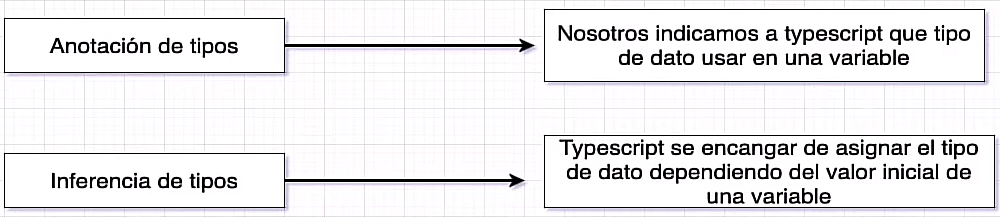 Anotación de tipos
Nosotros indicamos a typescript que tipo
de dato usar en una variable
Inferencia de tipos
Typescript se encangar de asignar el tipo
de dato dependiendo del valor inicial de
una variable